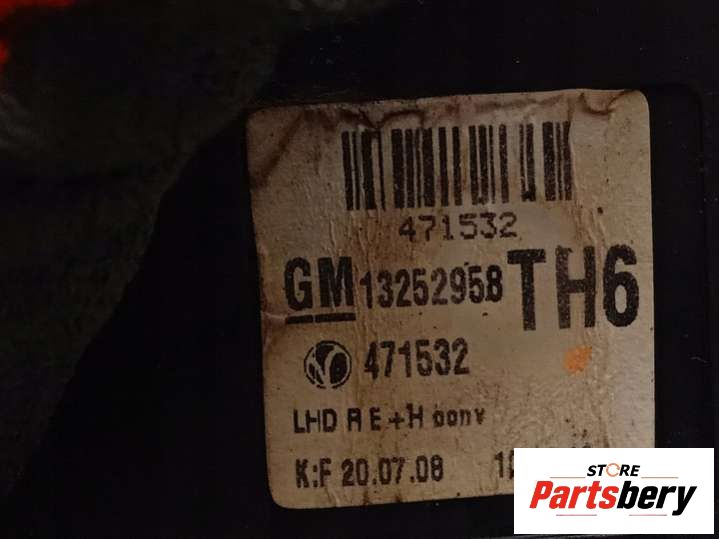 471532
GM 13252958 TH6
471532
LHD R E+H conv
K:F 20.07.08
STORE
Partsbery